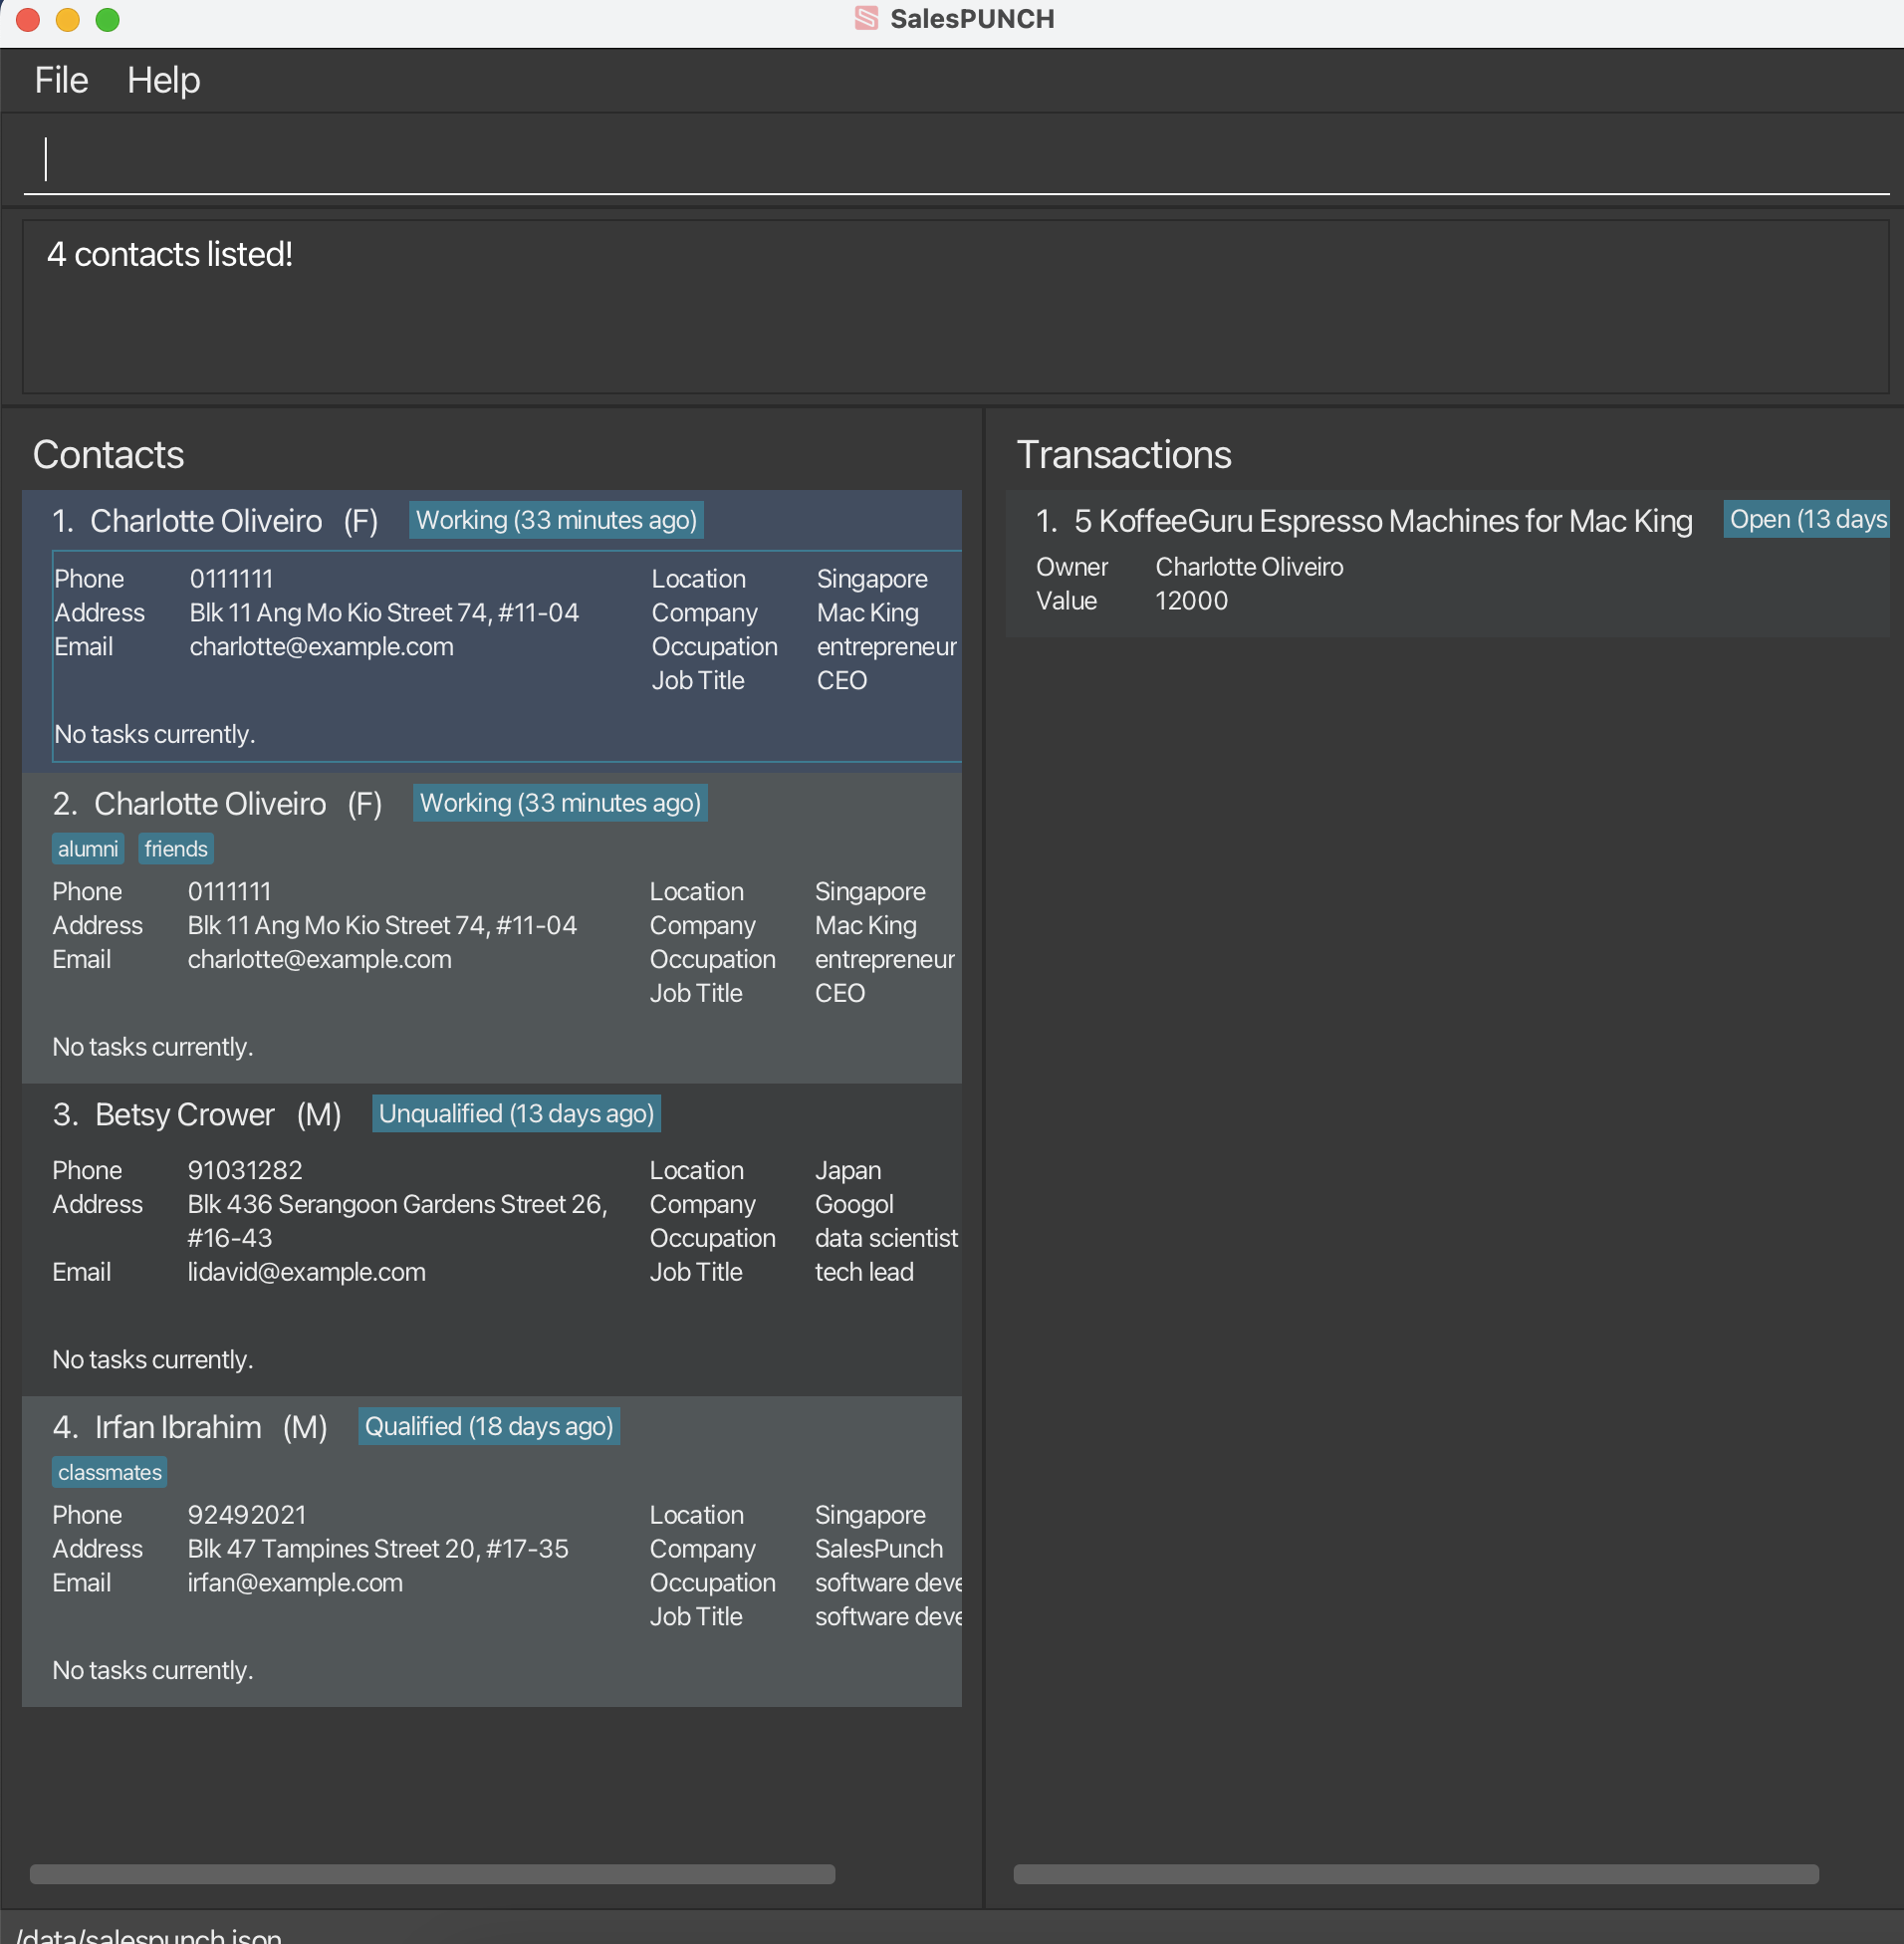 SalesPUNCH
File Help
4 contacts listed!
Contacts
1. Charlotte Oliveiro (F) Working (33 minutes ago)
Phone 0111111 Location Singapore
Address Blk 11 Ang Mo Kio Street 74, #11-04 Company Mac King
Email charlotte@example.com Occupation entrepreneur
Job Title CEO
No tasks currently.
2. Charlotte Oliveiro (F) Working (33 minutes ago)
alumni friends
Phone 0111111 Location Singapore
Address Blk 11 Ang Mo Kio Street 74, #11-04 Company Mac King
Email charlotte@example.com Occupation entrepreneur
Job Title CEO
No tasks currently.
3. Betsy Crower (M) Unqualified (13 days ago)
Phone 91031282 Location Japan
Address Blk 436 Serangoon Gardens Street 26, Company Googol
#16-43 Occupation data scientist
Email lidavid@example.com Job Title tech lead
No tasks currently.
4. Irfan Ibrahim (M) Qualified (18 days ago)
classmates
Phone 92492021 Location Singapore
Address Blk 47 Tampines Street 20, #17-35 Company SalesPunch
Email irfan@example.com Occupation software deve
Job Title software deve
No tasks currently.
Transactions
1. 5 KoffeeGuru Espresso Machines for Mac King Open (13 days
Owner Charlotte Oliveiro
Value 12000
/data/salespunch.json